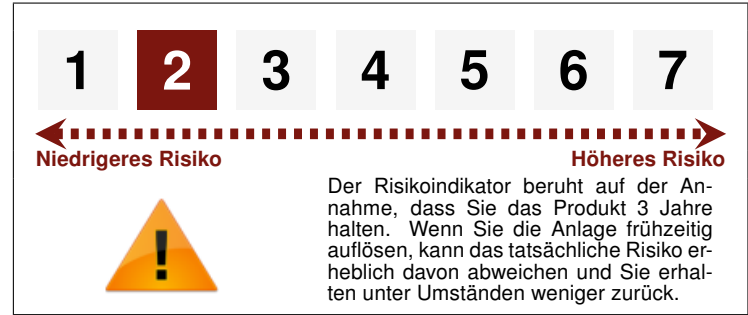 1 2 3 4 5 6 7
Niedrigeres Risiko Höheres Risiko
Der Risikoindikator beruht auf der An-
nahme, dass Sie das Produkt 3 Jahre
halten. Wenn Sie die Anlage frühzeitig
auflösen, kann das tatsächliche Risiko er-
heblich davon abweichen und Sie erhal-
ten unter Umständen weniger zurück.